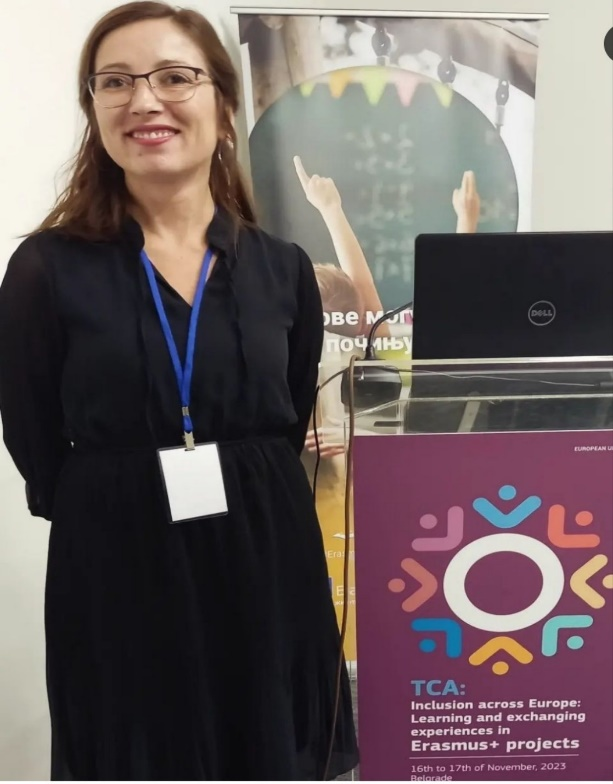 ове мог
почињу
DELL
EUROPEAN U
TCA:
Inclusion across Europe:
Learning and exchanging
experiences in
Erasmus+ projects
16th to 17th of November, 2023
Belgrade